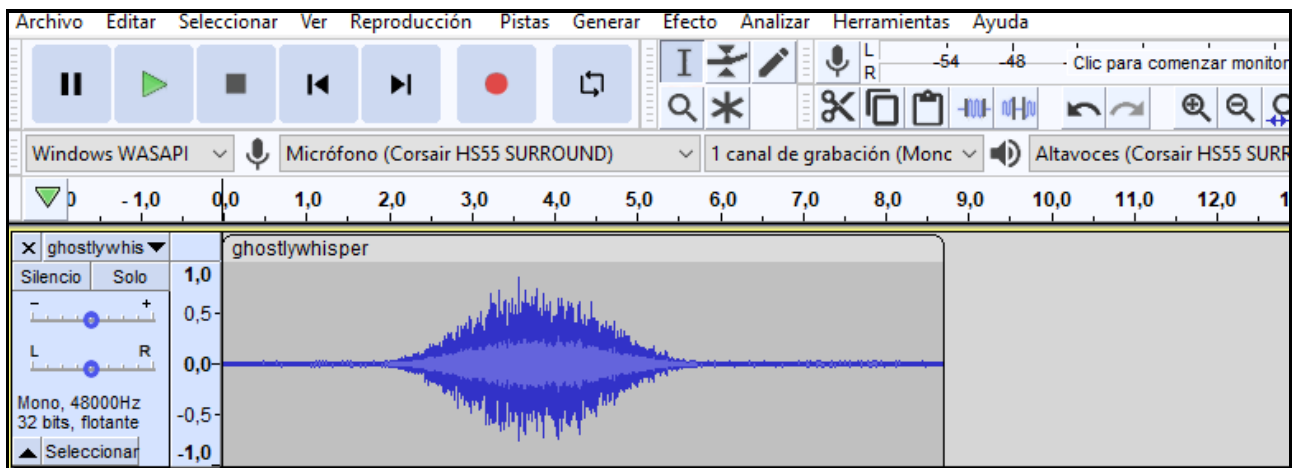 Archivo Editar Seleccionar Ver Reproducción Pistas Generar Efecto Analizar Herramientas Ayuda
L
R
-54 -48 Clic para comenzar monitor
Windows WASAPI Micrófono (Corsair HS55 SURROUND) 1 canal de grabación (Monc Altavoces (Corsair HS55 SURR
0 - 1,0 0,0 1,0 2,0 3,0 4,0 5,0 6,0 7,0 8,0 9,0 10,0 11,0 12,0 1
× ghostlywhis ghostlywhisper
Silencio Solo 1,0
- + 0,5
L R
0,0
Mono, 48000Hz
32 bits, flotante -0,5
Seleccionar -1,0